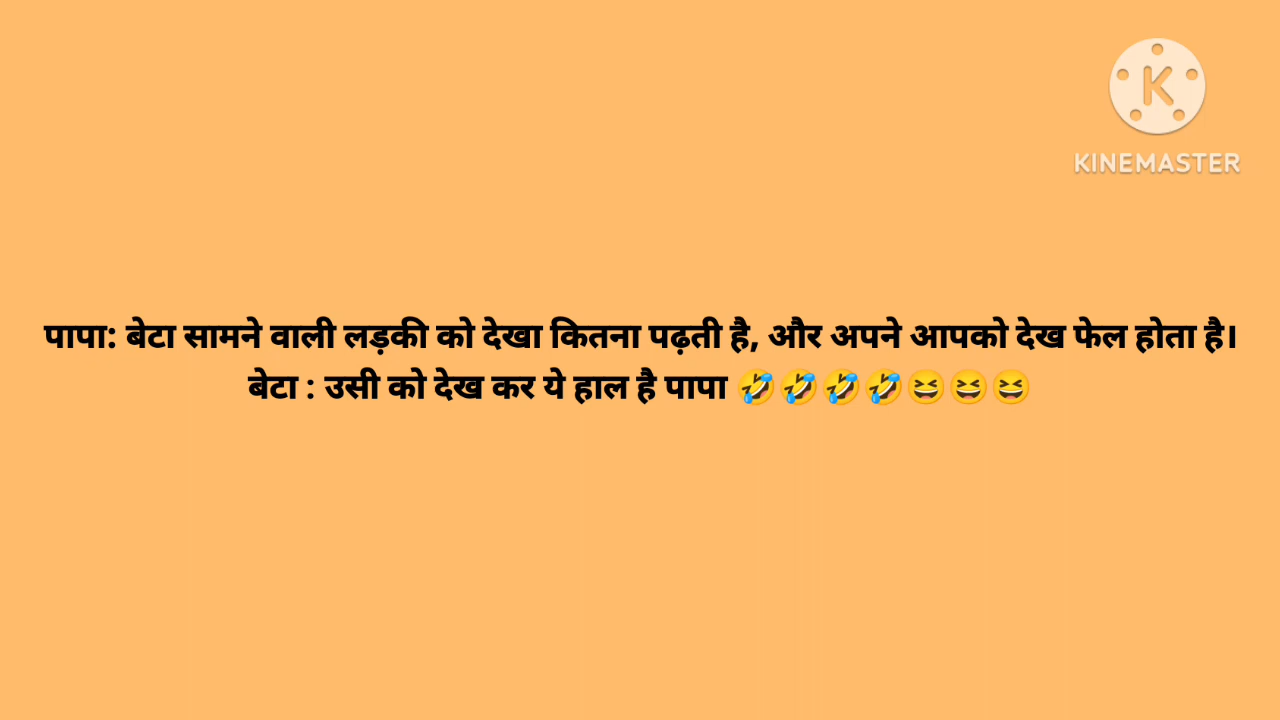 K
KINEMASTER
पापा: बेटा सामने वाली लड़की को देखा कितना पढ़ती है, और अपने आपको देख फेल होता है।
बेटा : उसी को देख कर ये हाल है पापा 🤣🤣🤣🤣😆😆😆